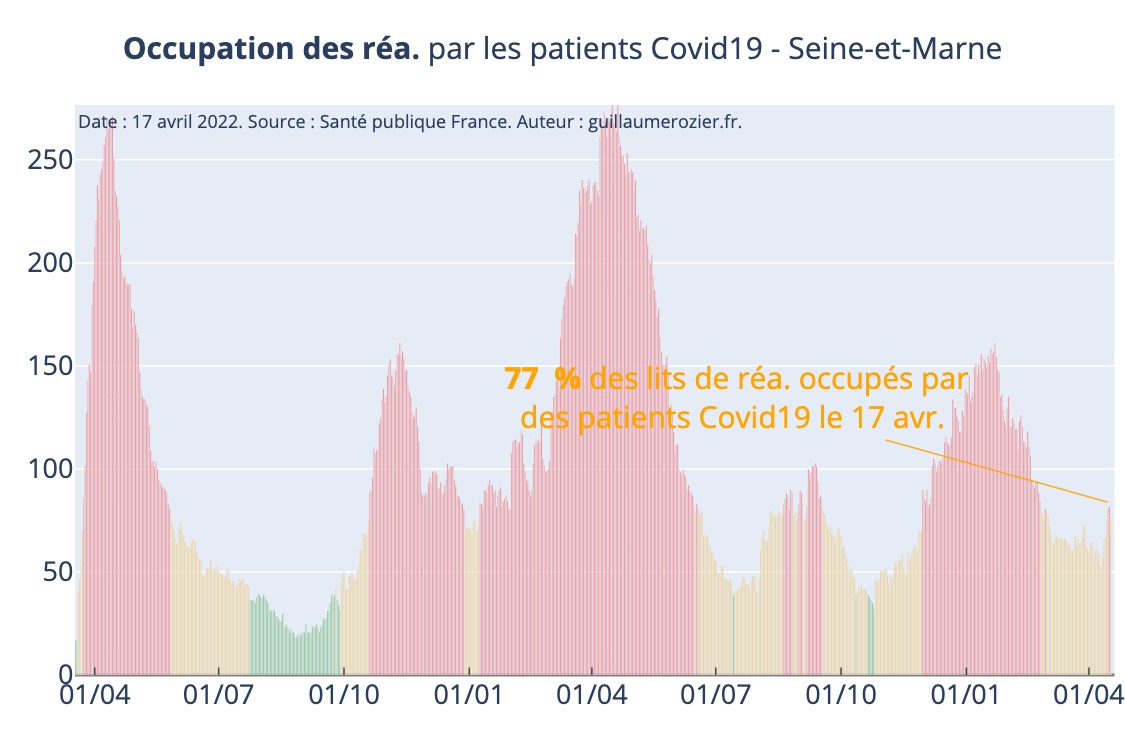 Occupation des réa. par les patients Covid19 - Seine-et-Marne
Date : 17 avril 2022. Source : Santé publique France. Auteur : guillaumerozier.fr.
250
200
150
100
50
0
77 % des lits de réa. occupés par
des patients Covid19 le 17 avr.
01/04 01/07 01/10 01/01 01/04 01/07 01/10 01/01 01/04